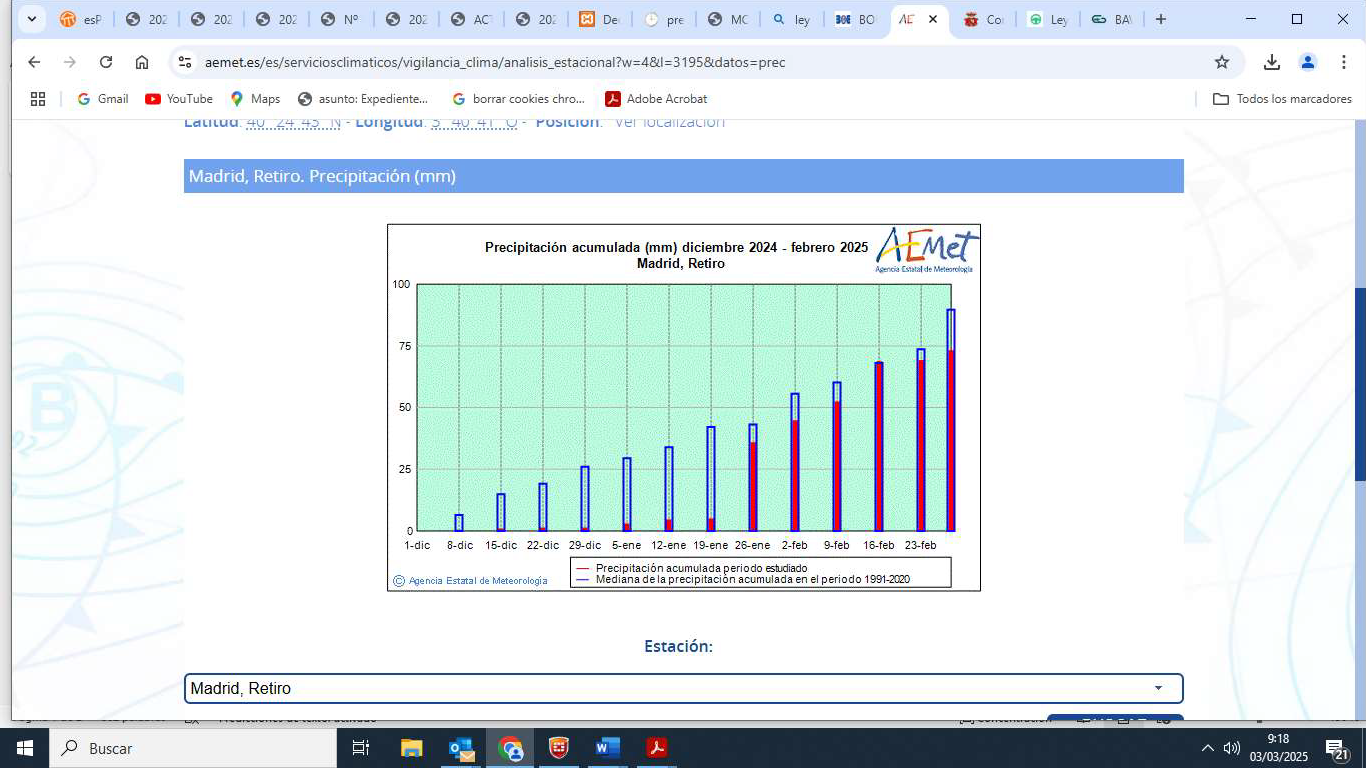 esP
202
202
202
Nº
202
ACT
202
De
pre
MC
ley
BOE BO
AE
Co
Ley
BAV
aemet.es/es/serviciosclimaticos/vigilancia_clima/analisis_estacional?w=4&l=3195&datos=prec
Gmail
YouTube
Maps
asunto: Expediente...
borrar cookies chro...
Adobe Acrobat
Todos los marcadores
Latitud: 40° 24' 43'' N - Longitud: 3° 40' 41'' O - Posición: Ver localización
Madrid, Retiro. Precipitación (mm)
Precipitación acumulada (mm) diciembre 2024 - febrero 2025
Madrid, Retiro
AEMet
Agencia Estatal de Meteorología
100
75
50
25
0
1-dic 8-dic 15-dic 22-dic 29-dic 5-ene 12-ene 19-ene 26-ene 2-feb 9-feb 16-feb 23-feb
Precipitación acumulada periodo estudiado
Mediana de la precipitación acumulada en el periodo 1991-2020
© Agencia Estatal de Meteorología
B
Estación:
Madrid, Retiro
Buscar
9:18
03/03/2025
21